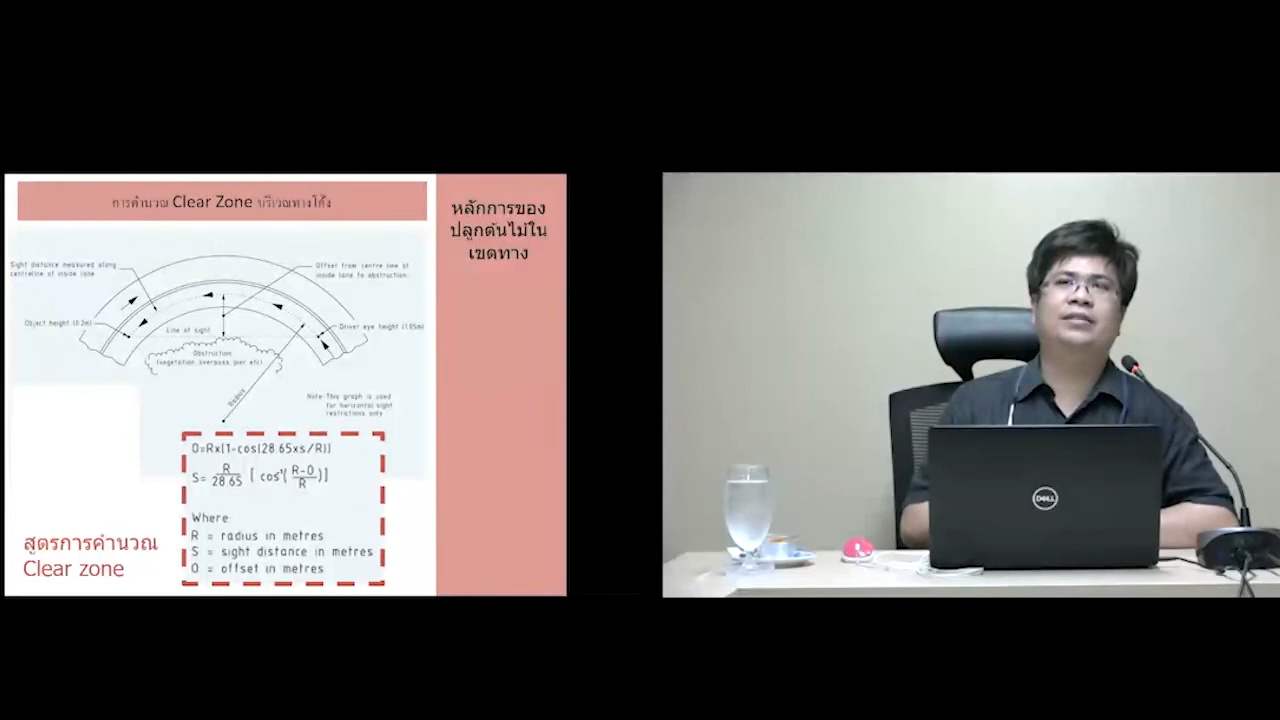 การคำนวณ Clear Zone บริเวณทางโค้ง
หลักการของ
ปลูกต้นไม้ใน
เขตทาง
Sight distance measured along
centreline of inside lane
Offset from centre line of
inside lane to obstruction.
Object height (0.2m)
Line of sight
Driver eye height (1.05m)
Obstruction
(vegetation, overpass, pier etc)
Radius
Note: This graph is used
for horizontal sight
restrictions only
O=Rx[1-cos(28.65xs/R)]
S= R/28.65 [ cos⁻¹( R-O/R )]
Where:
R = radius in metres
S = sight distance in metres
O = offset in metres
สูตรการคำนวณ
Clear zone
DELL